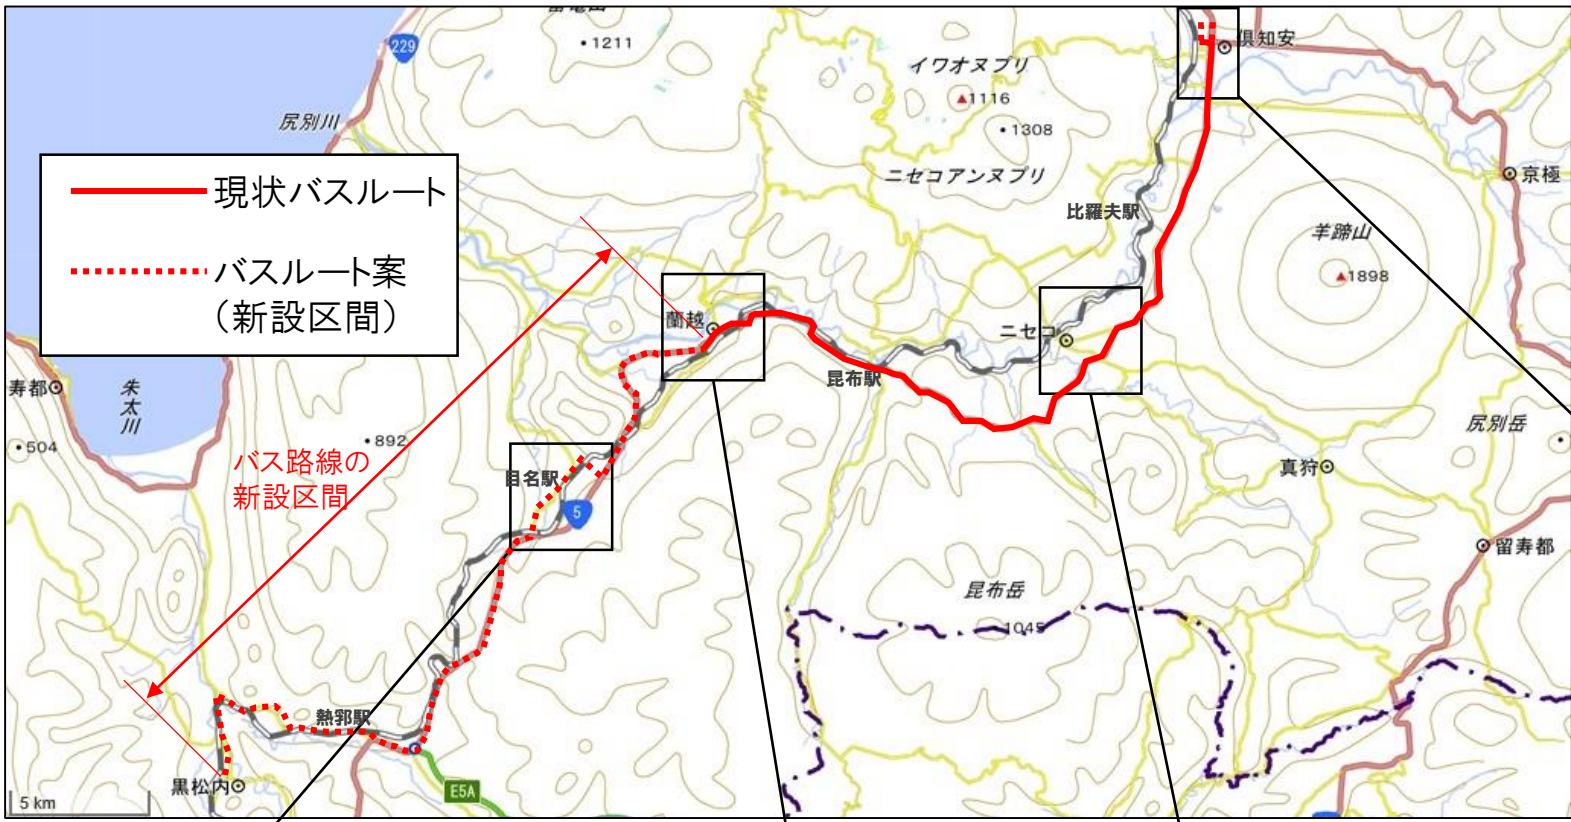 1211
229
イワオヌプリ
1116
1308
倶知安
尻別川
ニセコアンヌプリ
京極
現状バスルート
バスルート案
（新設区間）
比羅夫駅
羊蹄山
1898
蘭越
ニセコ
昆布駅
寿都
朱太川
504
892
バス路線の
新設区間
尻別岳
真狩
目名駅
5
留寿都
昆布岳
1045
熱郛駅
黒松内
E5A
5 km